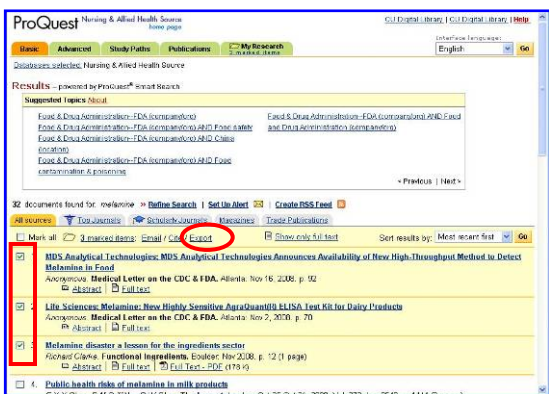 ProQuest Nursing & Allied Health Source
home page
CU Digital Library | CU Digital Library | Help
Interface language:
Basic Advanced Study Paths Publications My Research English Go
3 marked items
Databases selected: Nursing & Allied Health Source
Results – powered by ProQuest® Smart Search
Suggested Topics About
Food & Drug Administration--FDA (company/org)
Food & Drug Administration--FDA (company/org) AND Food safety
Food & Drug Administration--FDA (company/org) AND China (location)
Food & Drug Administration--FDA (company/org) AND Food contamination & poisoning
Food & Drug Administration--FDA (company/org) AND Food and Drug Administration (company/org)
< Previous | Next >
32 documents found for: melamine » Refine Search | Set Up Alert | Create RSS Feed
All sources Top Journals Scholarly Journals Magazines Trade Publications
Mark all 3 marked items: Email / Cite / Export Show only full text Sort results by: Most recent first Go
MDS Analytical Technologies; MDS Analytical Technologies Announces Availability of New High-Throughput Method to Detect
Melamine in Food
Anonymous. Medical Letter on the CDC & FDA. Atlanta: Nov 16, 2008. p. 92
Abstract | Full text
2. Life Sciences; Melamine: New Highly Sensitive AgraQuant® ELISA Test Kit for Dairy Products
Anonymous. Medical Letter on the CDC & FDA. Atlanta: Nov 2, 2008. p. 70
Abstract | Full text
3. Melamine disaster a lesson for the ingredients sector
Richard Clarke. Functional Ingredients. Boulder: Nov 2008. p. 12 (1 page)
Abstract | Full text | Full Text - PDF (178 K)
4. Public health risks of melamine in milk products